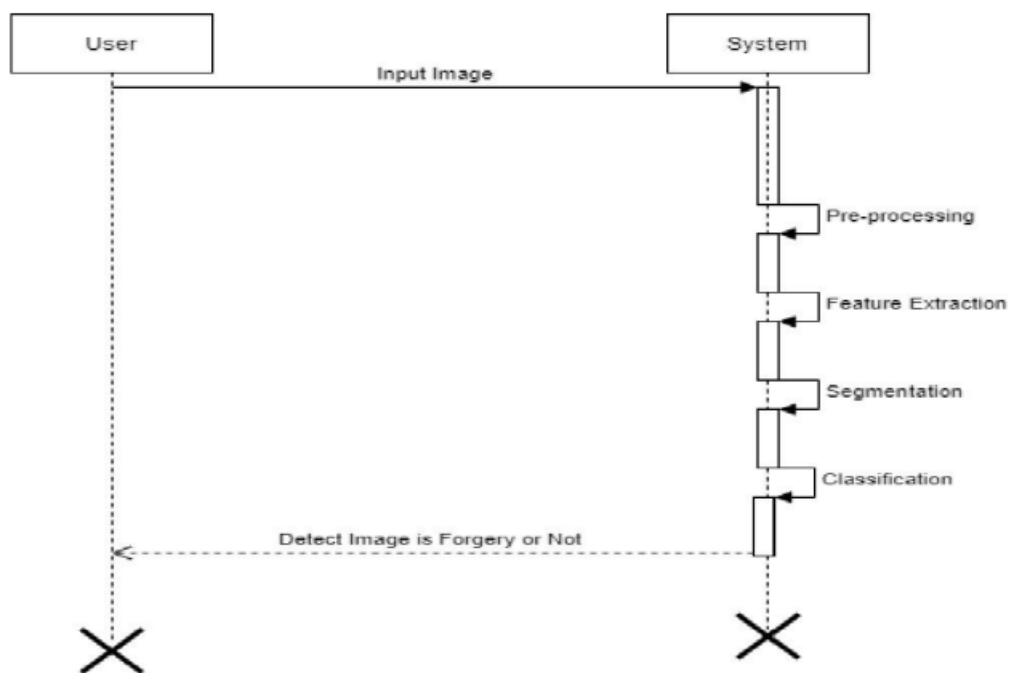 User
System
Input Image
Pre-processing
Feature Extraction
Segmentation
Classification
Detect Image is Forgery or Not